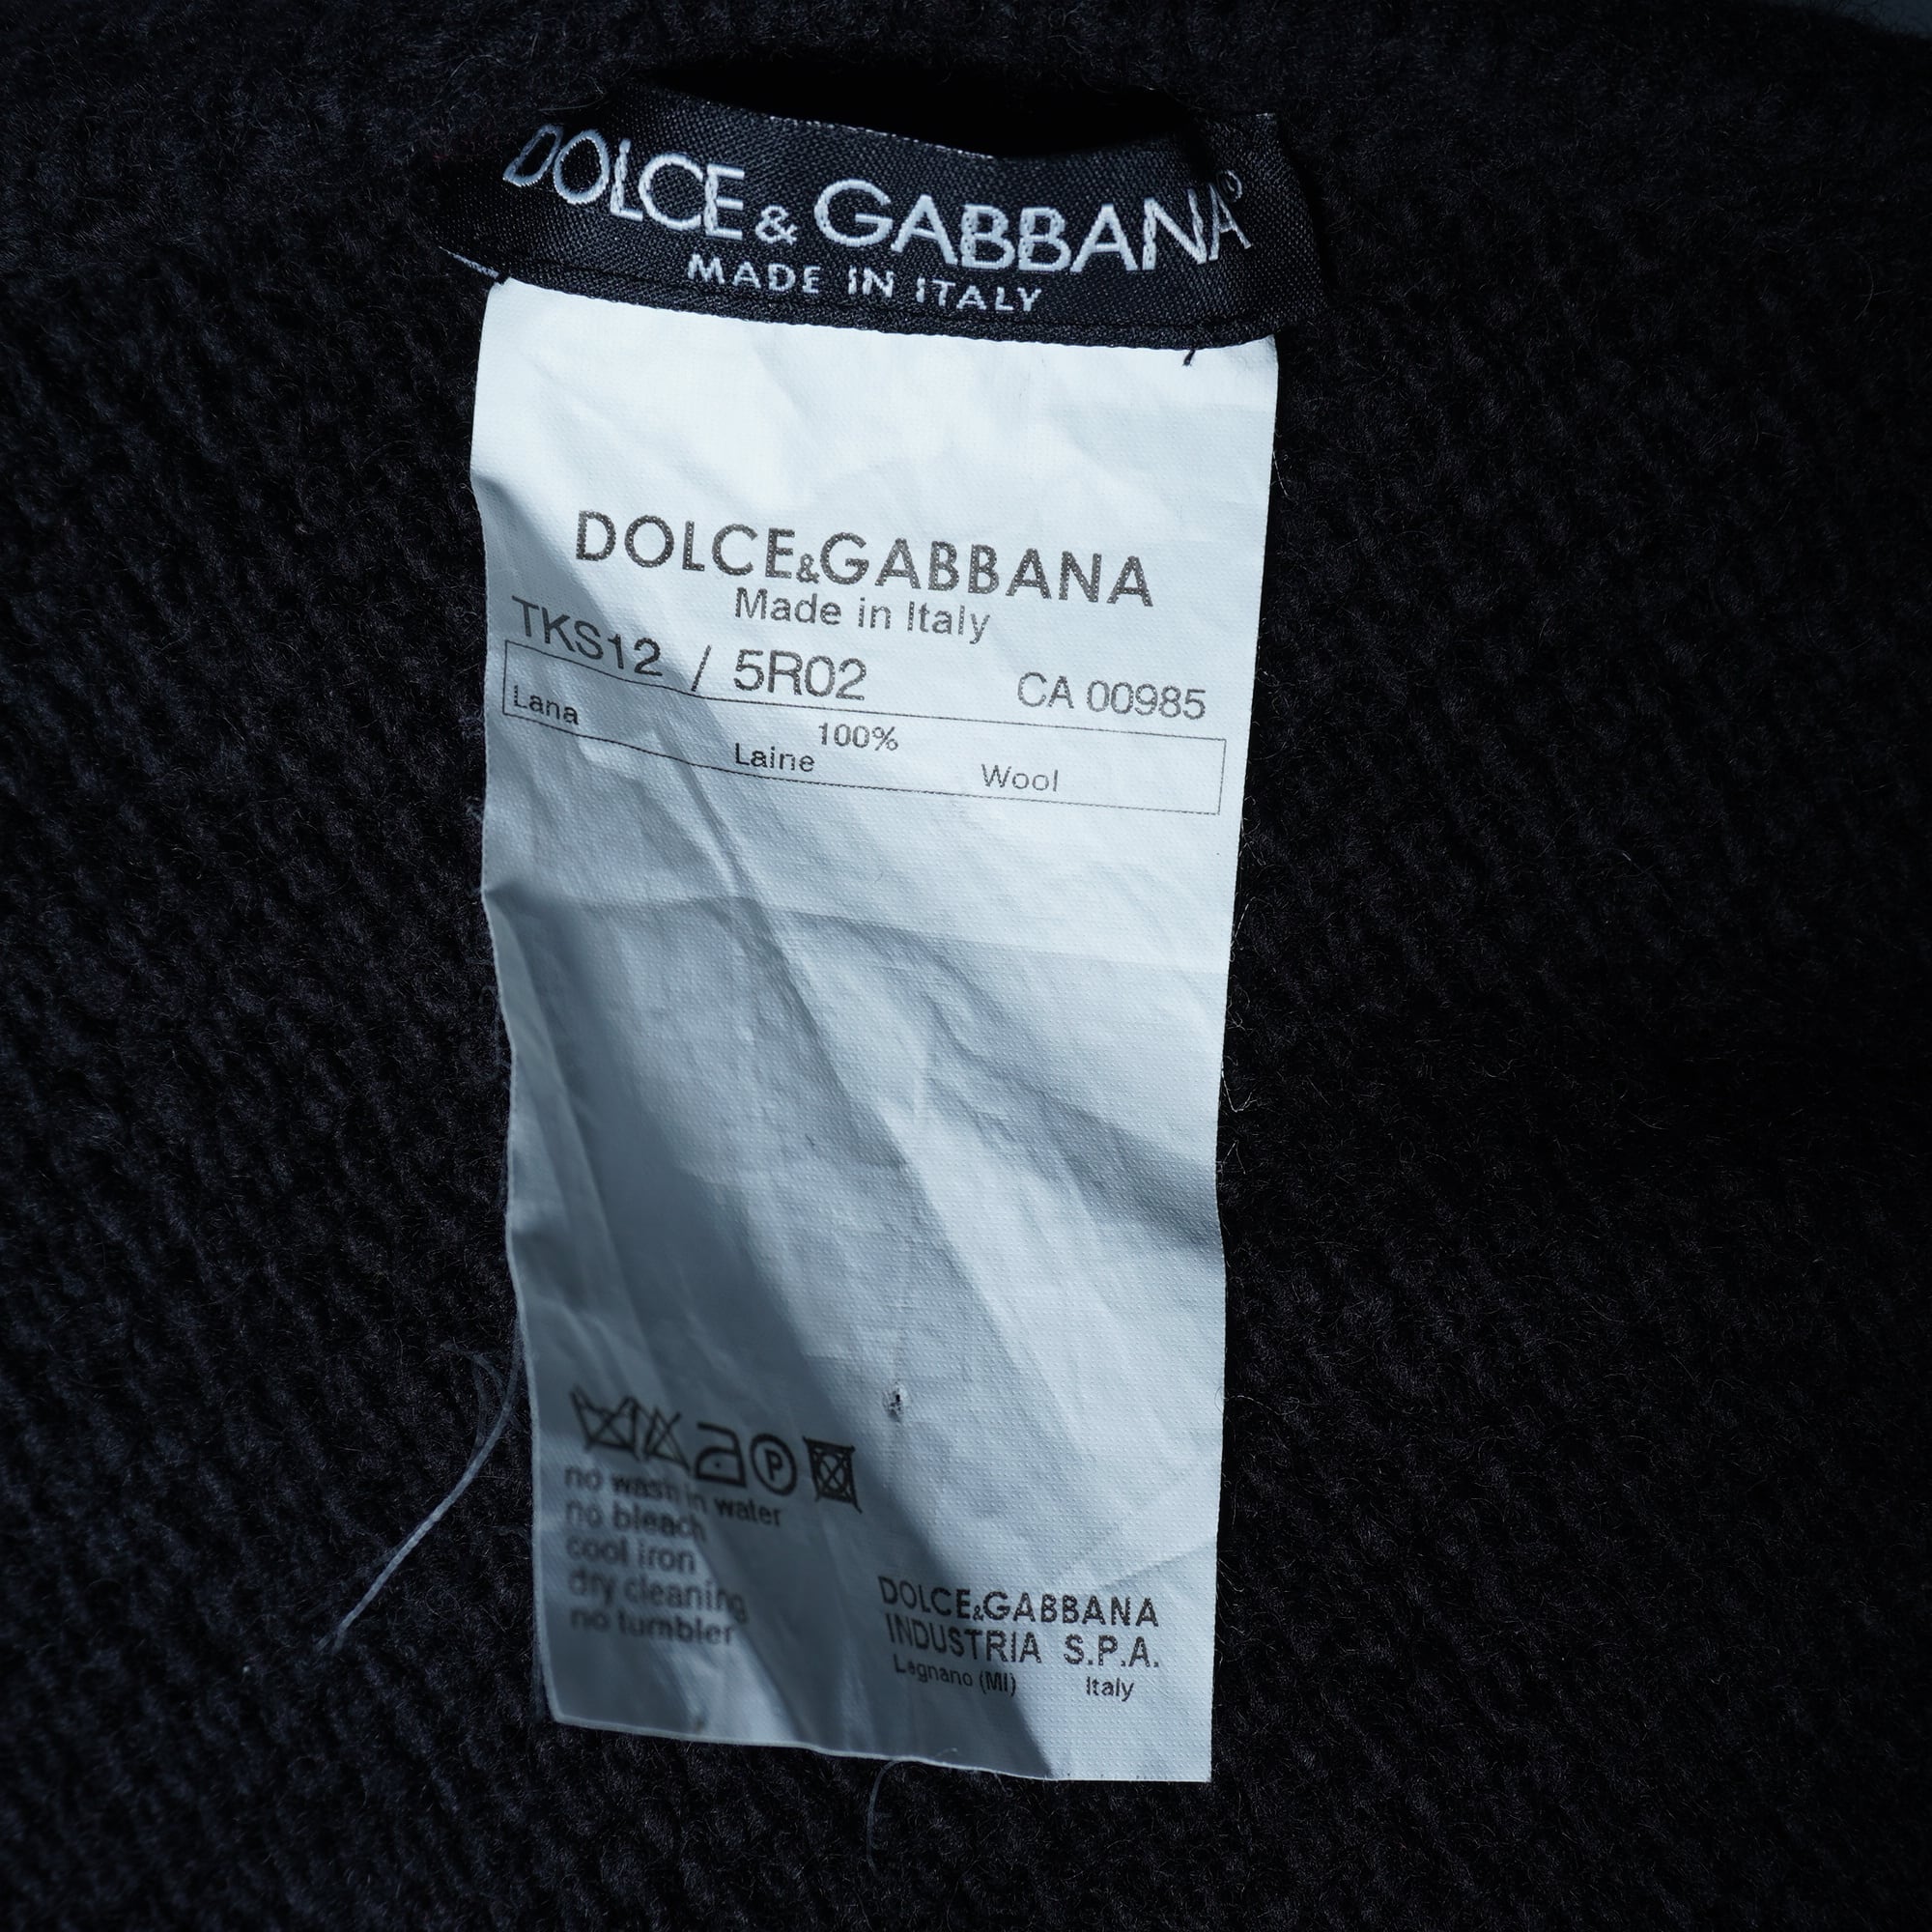 DOLCE & GABBANA®
MADE IN ITALY
DOLCE&GABBANA
Made in Italy
TKS12 / 5R02 CA 00985
Lana 100%
Laine Wool
P
no wash in water
no bleach
cool iron
dry cleaning
no tumbler
DOLCE&GABBANA
INDUSTRIA S.P.A.
Legnano (MI) Italy